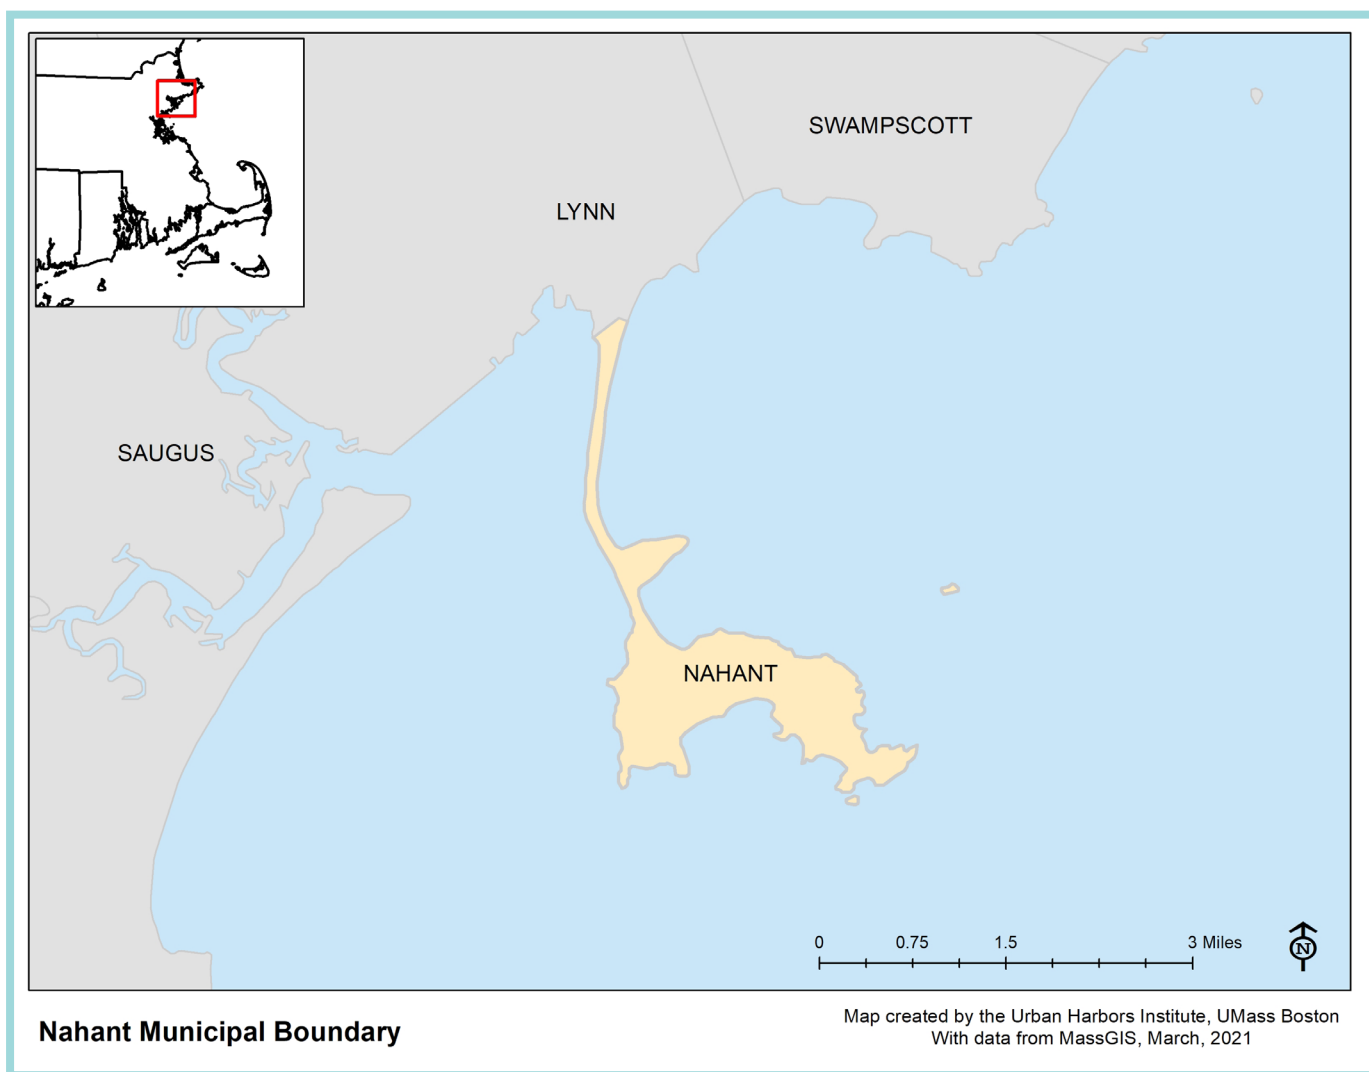 SWAMPSCOTT
LYNN
SAUGUS
NAHANT
0 0.75 1.5 3 Miles
N
Nahant Municipal Boundary
Map created by the Urban Harbors Institute, UMass Boston
With data from MassGIS, March, 2021